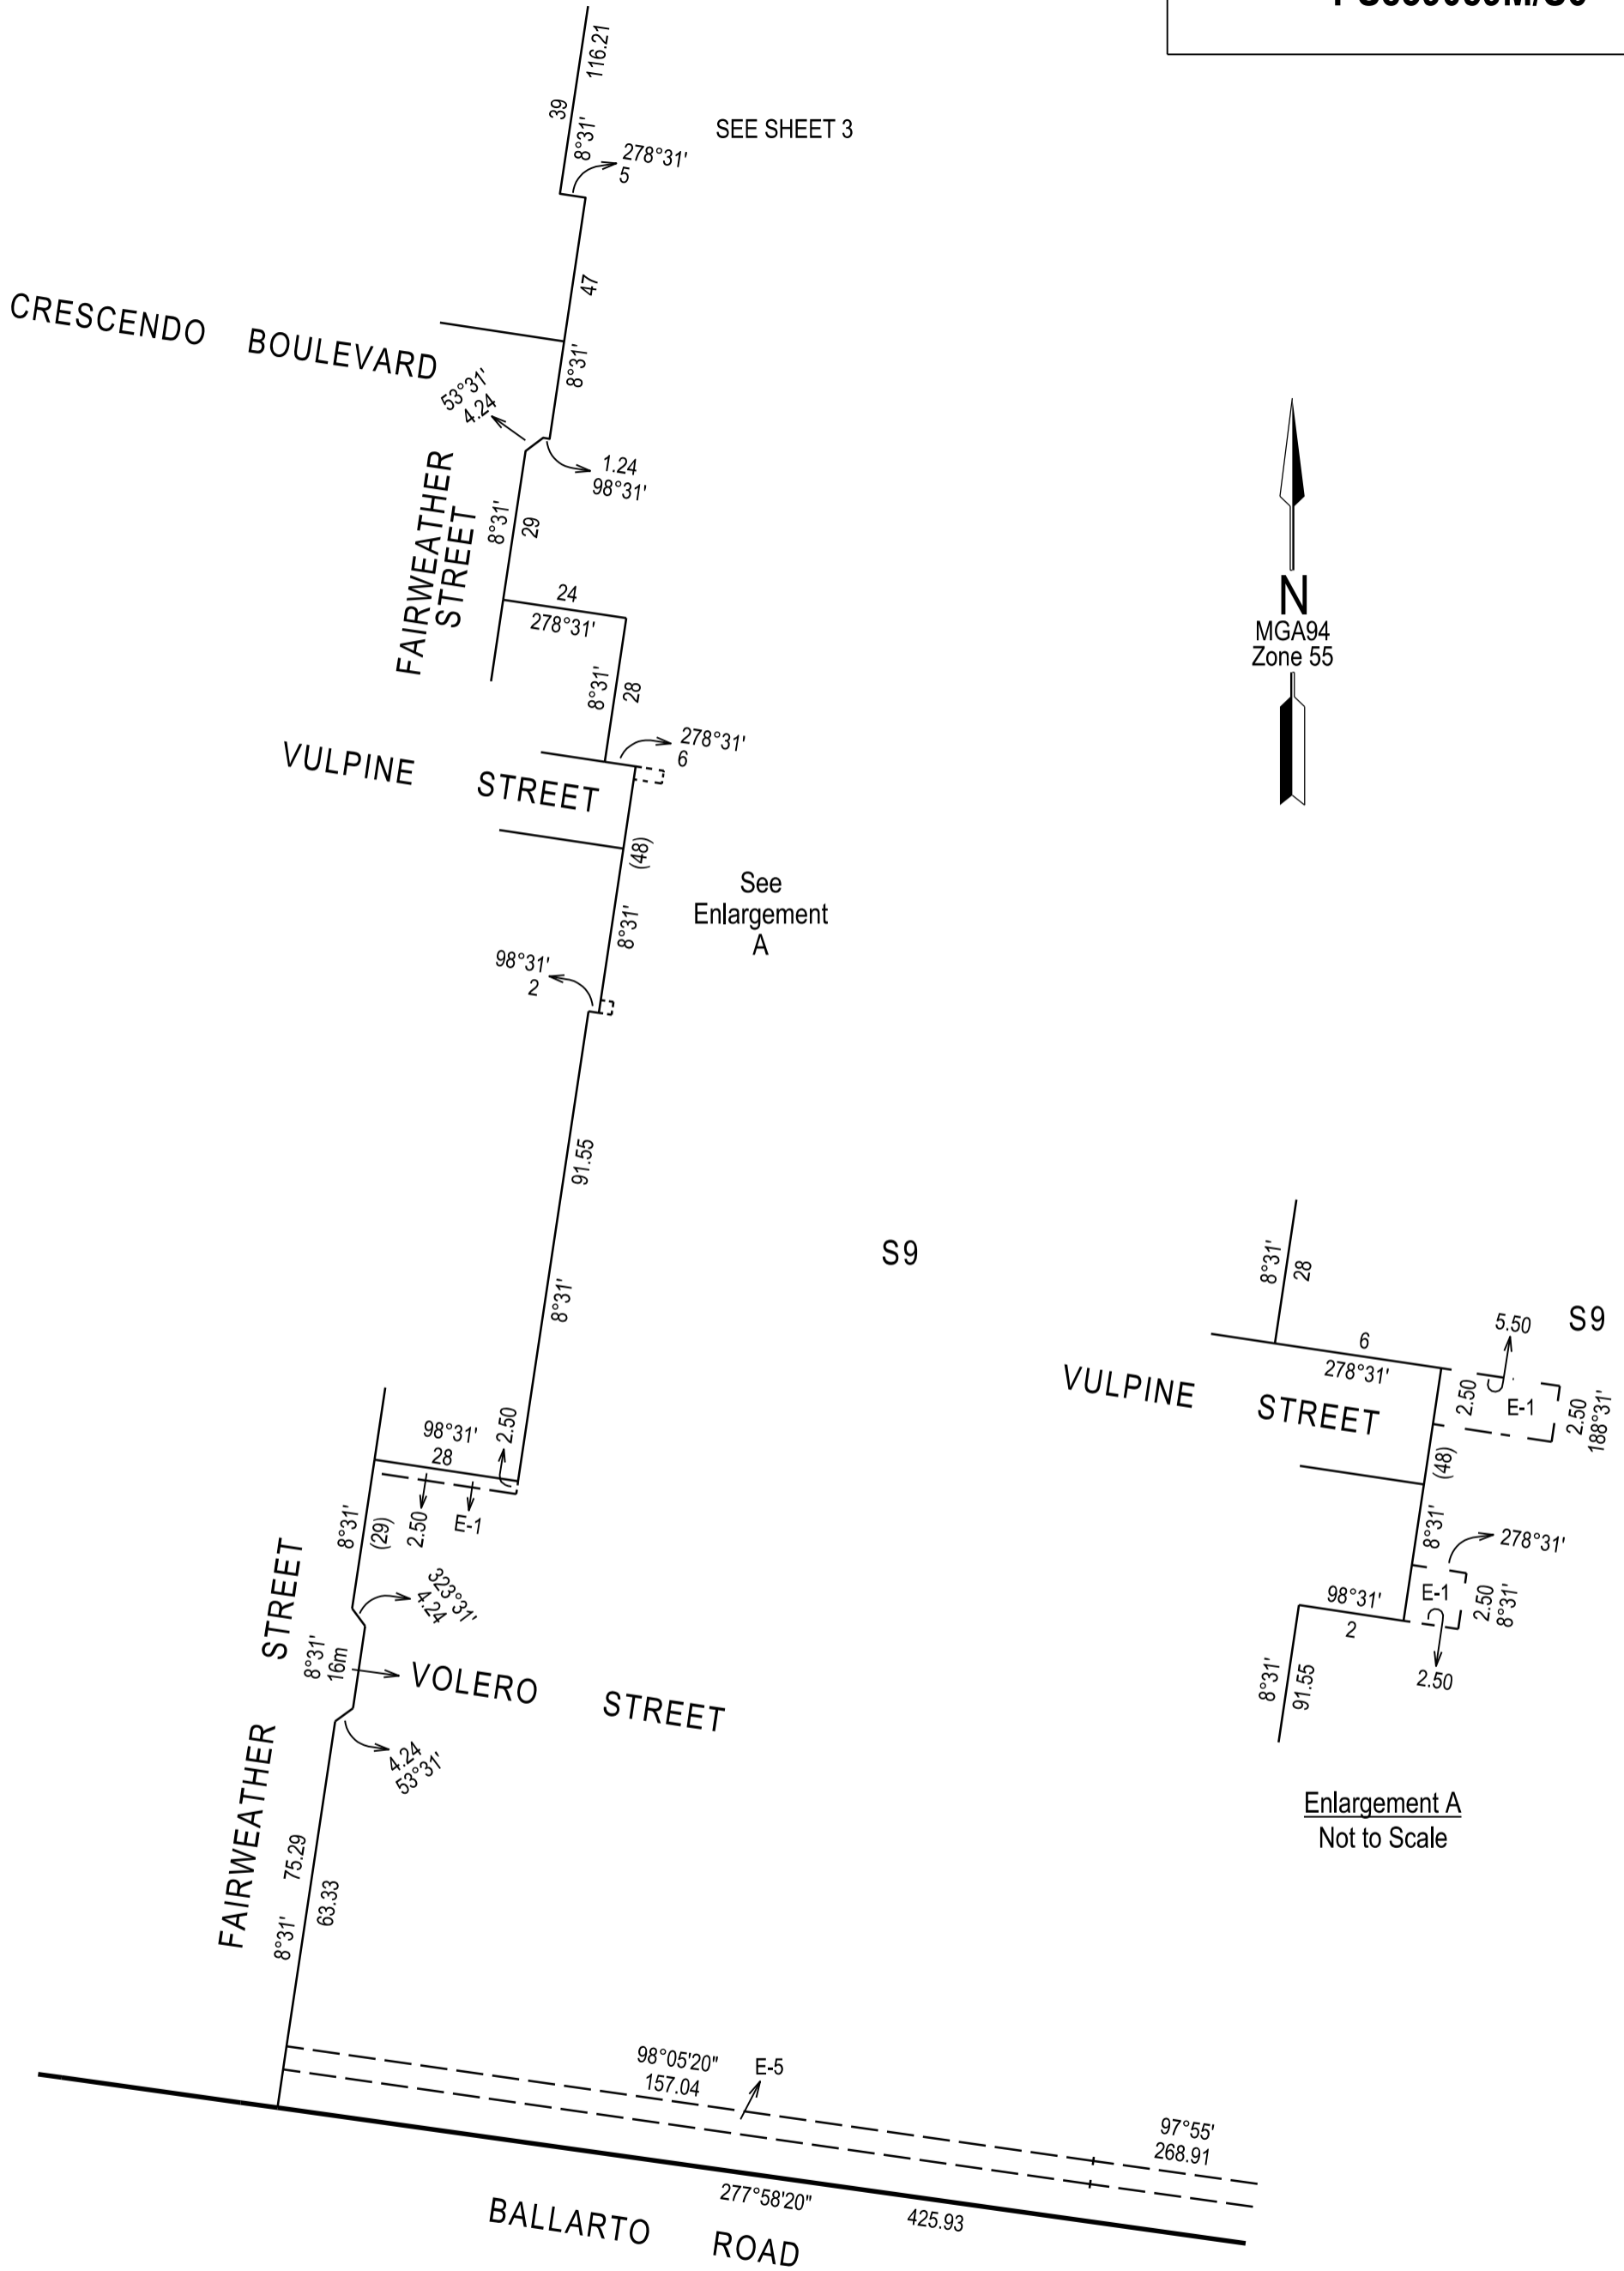 116.21
39
8°31'
SEE SHEET 3
278°31'
5
47
CRESCENDO BOULEVARD
8°31'
53°31'
4.24
1.24
98°31'
FAIRWEATHER
STREET
8°31'
29
24
278°31'
8°31'
28
N
MGA94
Zone 55
278°31'
6
VULPINE STREET
(48)
8°31'
See
Enlargement
A
98°31'
2
91.55
8°31'
S9
98°31'
28
2.50
8°31'
(29)
2.50
E-1
323°31'
4.24
8°31'
16m
VOLERO STREET
4.24
53°31'
FAIRWEATHER STREET
75.29
8°31'
63.33
98°05'20"
157.04
E-5
97°55'
268.91
277°58'20"
425.93
BALLARTO ROAD
8°31'
28
S9
5.50
6
278°31'
VULPINE STREET
2.50
E-1
2.50
188°31'
(48)
8°31'
278°31'
E-1
2.50
8°31'
98°31'
2
2.50
8°31'
91.55
Enlargement A
Not to Scale